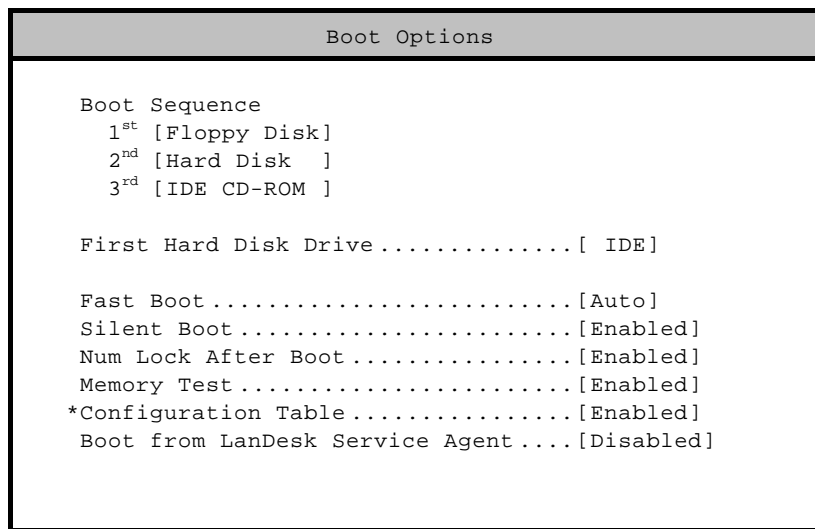 Boot Options
Boot Sequence
1st [Floppy Disk]
2nd [Hard Disk  ]
3rd [IDE CD-ROM ]
First Hard Disk Drive..............[ IDE]
Fast Boot..........................[Auto]
Silent Boot........................[Enabled]
Num Lock After Boot................[Enabled]
Memory Test........................[Enabled]
*Configuration Table................[Enabled]
Boot from LanDesk Service Agent....[Disabled]